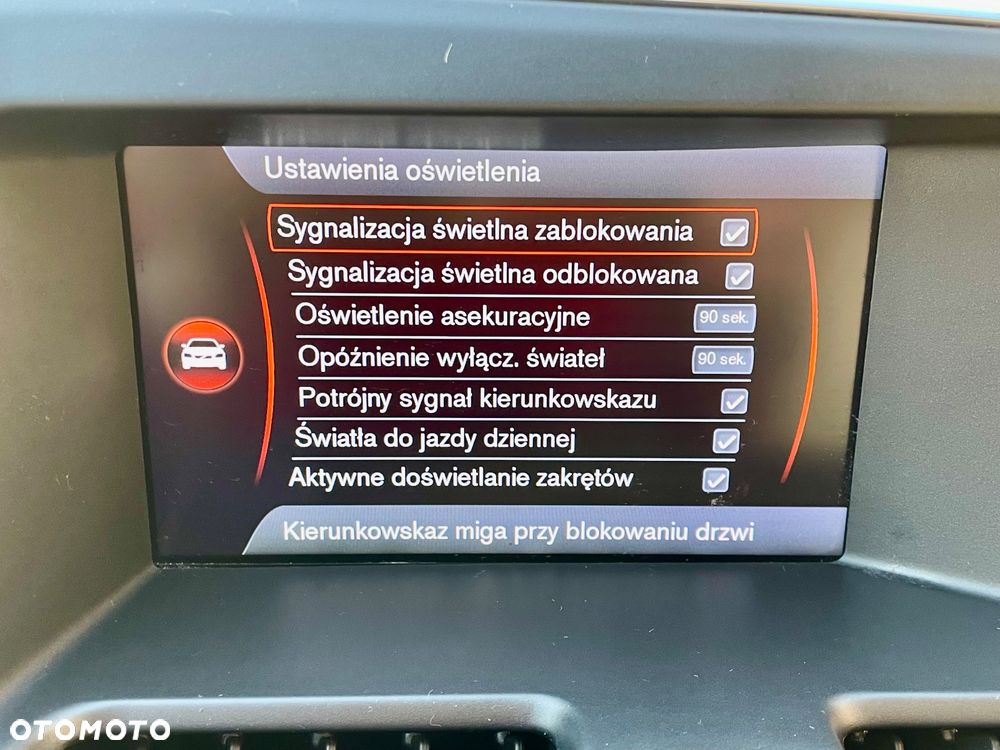 Ustawienia oświetlenia
Sygnalizacja świetlna zablokowania
Sygnalizacja świetlna odblokowana
Oświetlenie asekuracyjne 90 sek.
Opóźnienie wyłącz. świateł 90 sek.
Potrójny sygnał kierunkowskazu
Światła do jazdy dziennej
Aktywne doświetlanie zakrętów
Kierunkowskaz miga przy blokowaniu drzwi
OTOMOTO